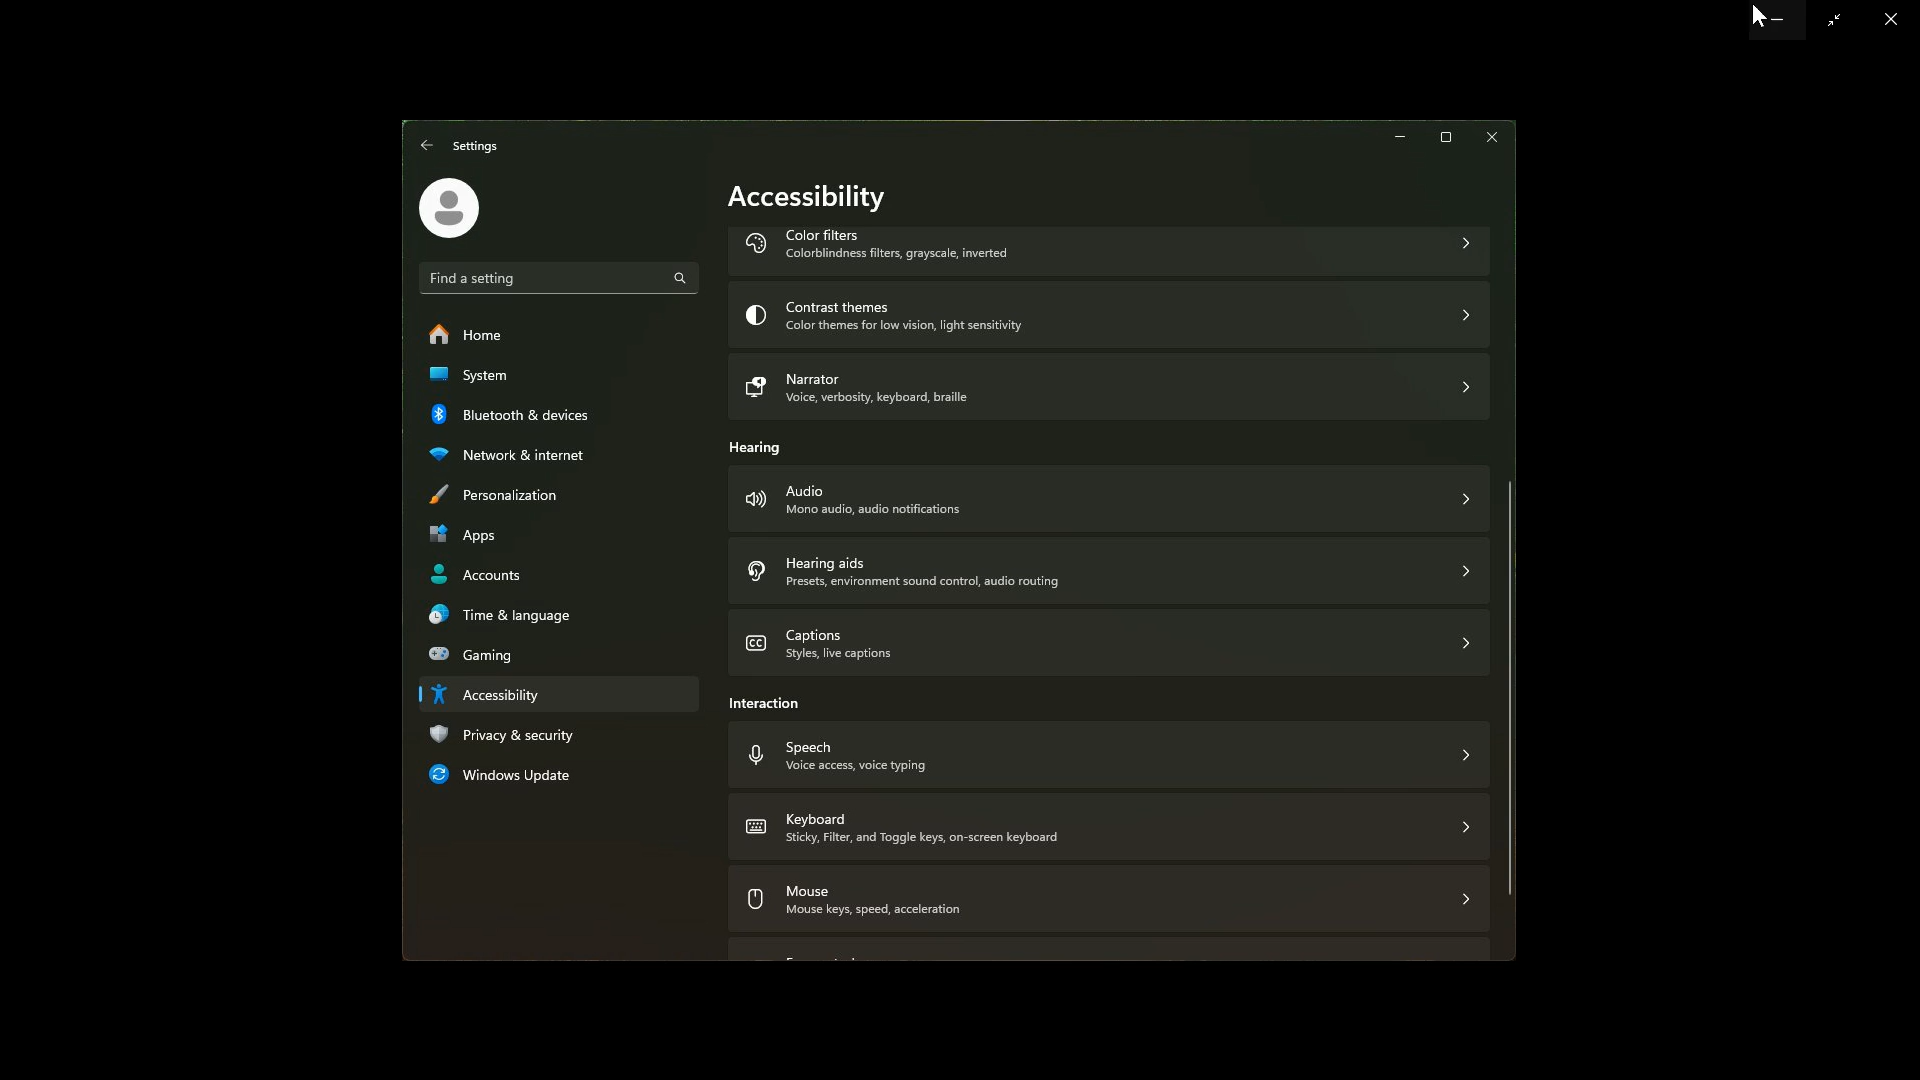 Settings
Find a setting
Home
System
Bluetooth & devices
Network & internet
Personalization
Apps
Accounts
Time & language
Gaming
Accessibility
Privacy & security
Windows Update
Accessibility
Color filters
Colorblindness filters, grayscale, inverted
Contrast themes
Color themes for low vision, light sensitivity
Narrator
Voice, verbosity, keyboard, braille
Hearing
Audio
Mono audio, audio notifications
Hearing aids
Presets, environment sound control, audio routing
Captions
Styles, live captions
Interaction
Speech
Voice access, voice typing
Keyboard
Sticky, Filter, and Toggle keys, on-screen keyboard
Mouse
Mouse keys, speed, acceleration